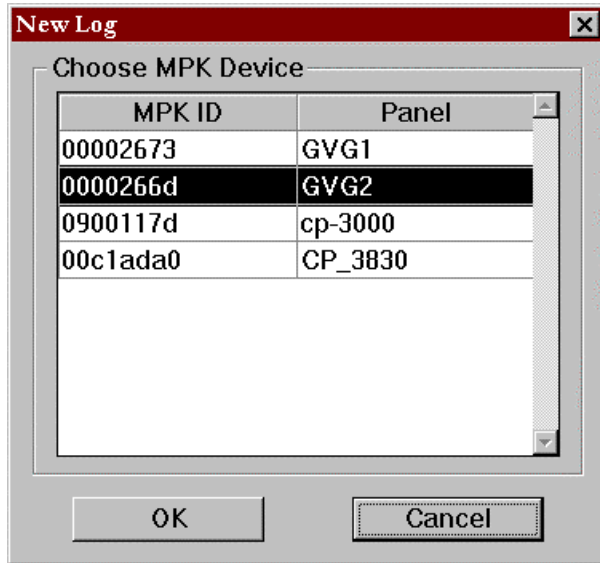 New Log
Choose MPK Device
MPK ID Panel
00002673 GVG1
0000266d GVG2
0900117d cp-3000
00c1ada0 CP_3830
OK Cancel